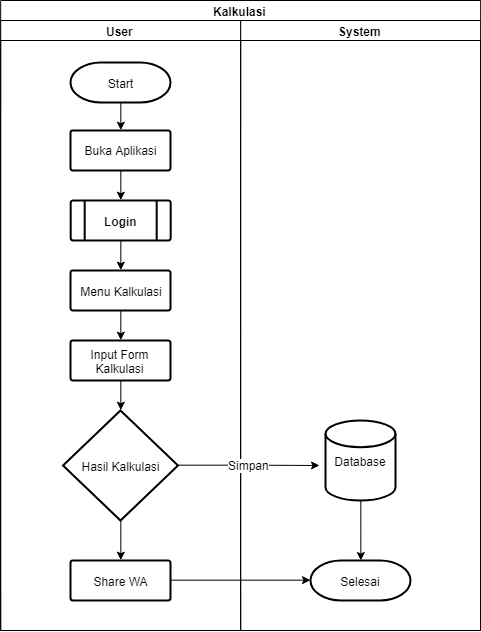 Kalkulasi
User
System
Start
Buka Aplikasi
Login
Menu Kalkulasi
Input Form
Kalkulasi
Hasil Kalkulasi
Simpan
Database
Share WA
Selesai